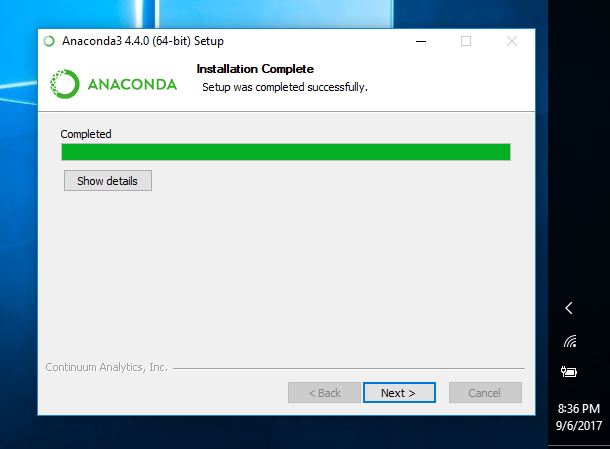 Anaconda3 4.4.0 (64-bit) Setup
ANACONDA
Installation Complete
Setup was completed successfully.
Completed
Show details
Continuum Analytics, Inc.
< Back
Next >
Cancel
8:36 PM
9/6/2017